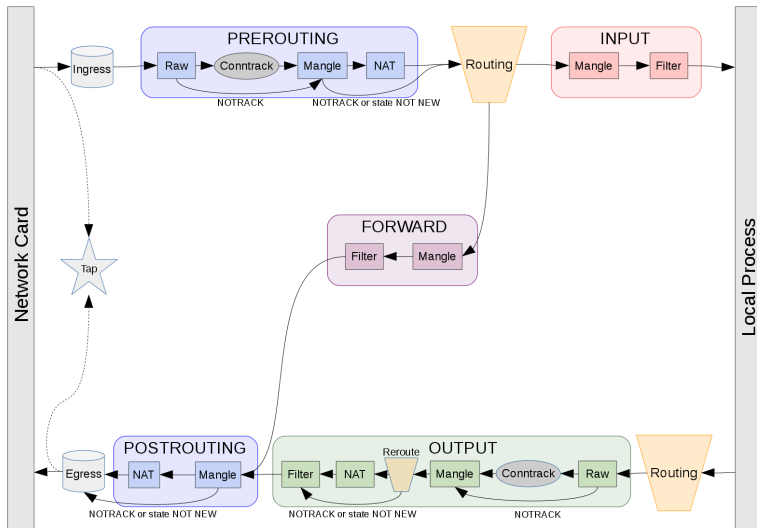 PREROUTING
INPUT
Ingress
Raw
Conntrack
Mangle
NAT
Routing
Mangle
Filter
NOTRACK
NOTRACK or state NOT NEW
Network Card
Local Process
FORWARD
Filter
Mangle
Tap
POSTROUTING
OUTPUT
Reroute
Egress
NAT
Mangle
Filter
NAT
Mangle
Conntrack
Raw
Routing
NOTRACK or state NOT NEW
NOTRACK or state NOT NEW
NOTRACK